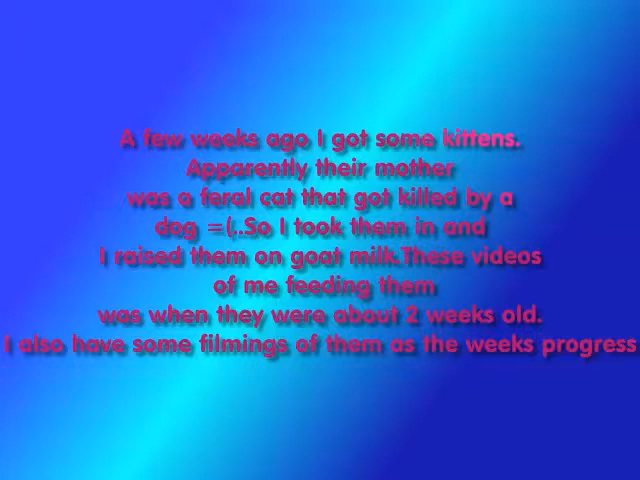 A few weeks ago I got some kittens.
Apparently their mother
was a feral cat that got killed by a
dog =(..So I took them in and
I raised them on goat milk.These videos
of me feeding them
was when they were about 2 weeks old.
I also have some filmings of them as the weeks progress